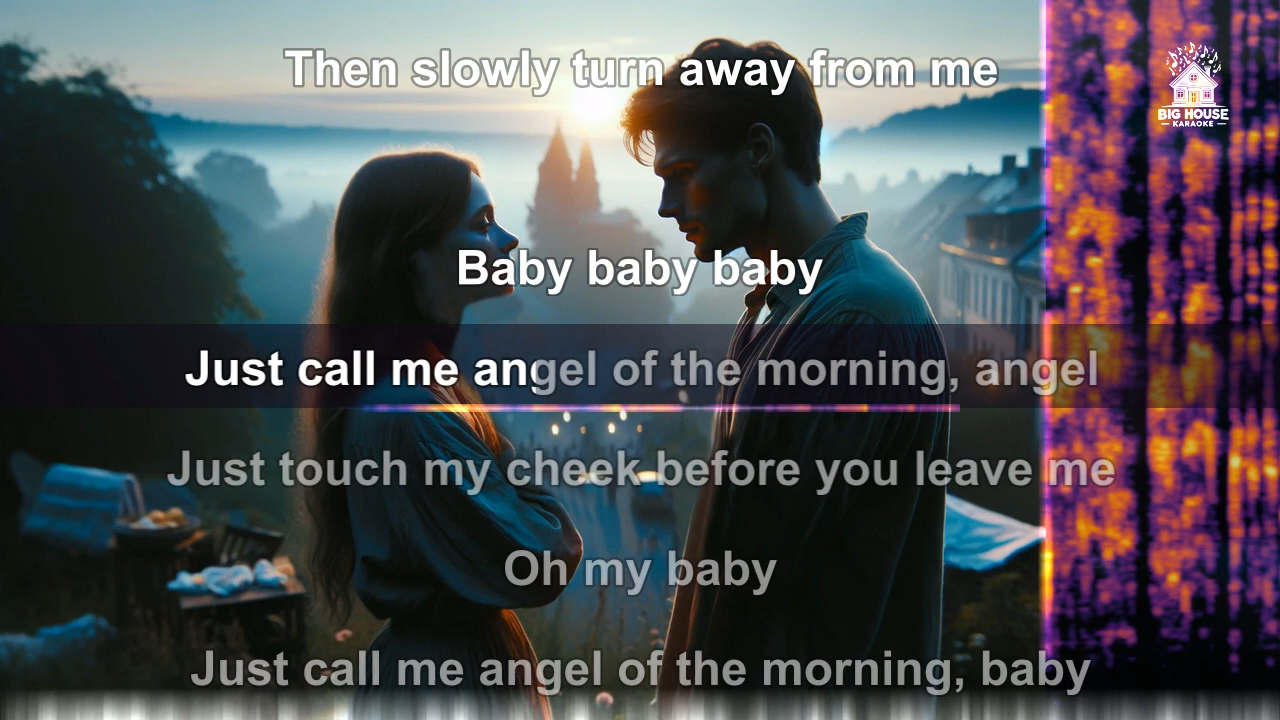 Then slowly turn away from me
BIG HOUSE
KARAOKE
Baby baby baby
Just call me angel of the morning, angel
Just touch my cheek before you leave me
Oh my baby
Just call me angel of the morning, baby